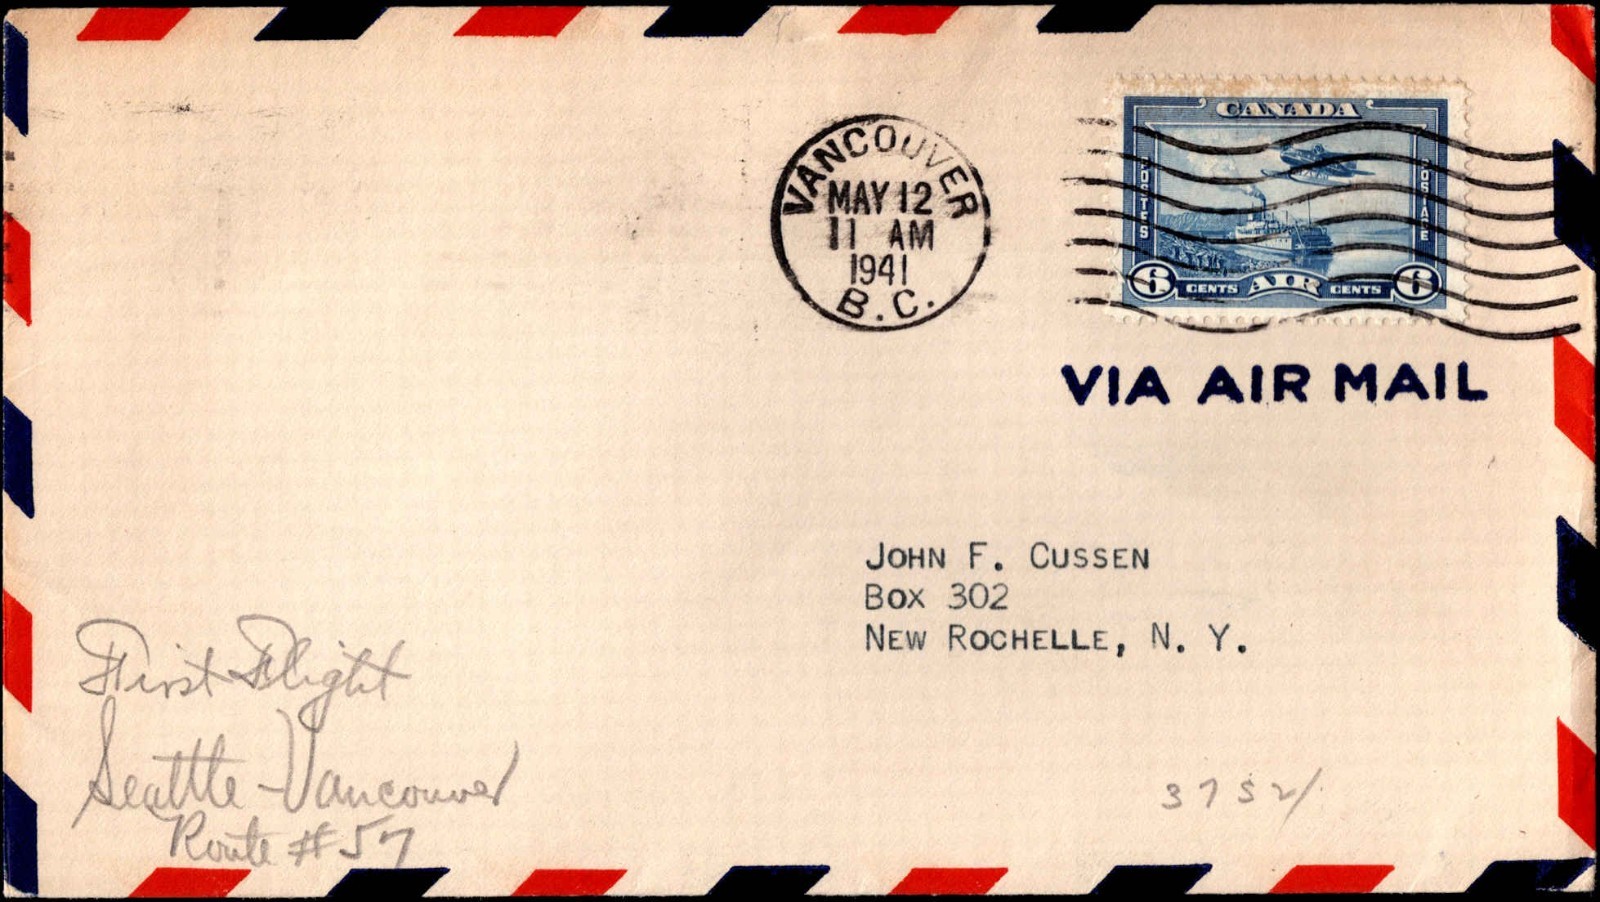 VANCOUVER
MAY 12
11 AM
1941
B.C.
CANADA
POSTES
POSTAGE
6 CENTS AIR CENTS 6
VIA AIR MAIL
JOHN F. CUSSEN
BOX 302
NEW ROCHELLE, N. Y.
First Flight
Seattle-Vancouver
Route #57
3752/